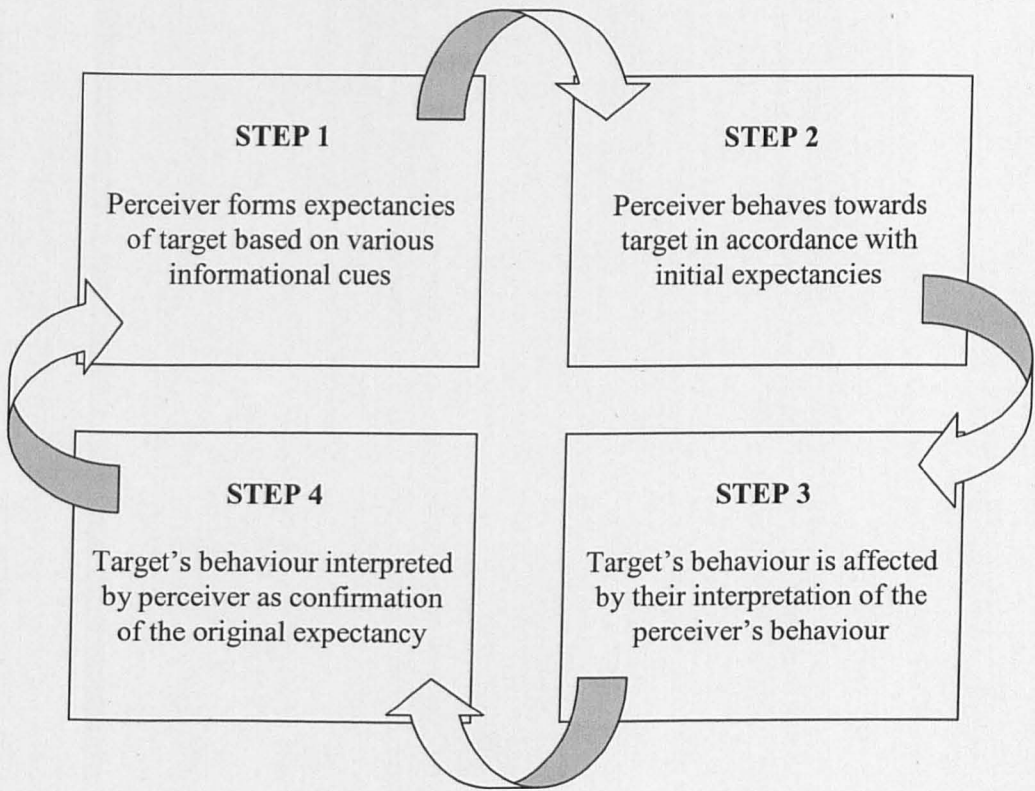 STEP 1
Perceiver forms expectancies
of target based on various
informational cues
STEP 2
Perceiver behaves towards
target in accordance with
initial expectancies
STEP 3
Target’s behaviour is affected
by their interpretation of the
perceiver’s behaviour
STEP 4
Target’s behaviour interpreted
by perceiver as confirmation
of the original expectancy